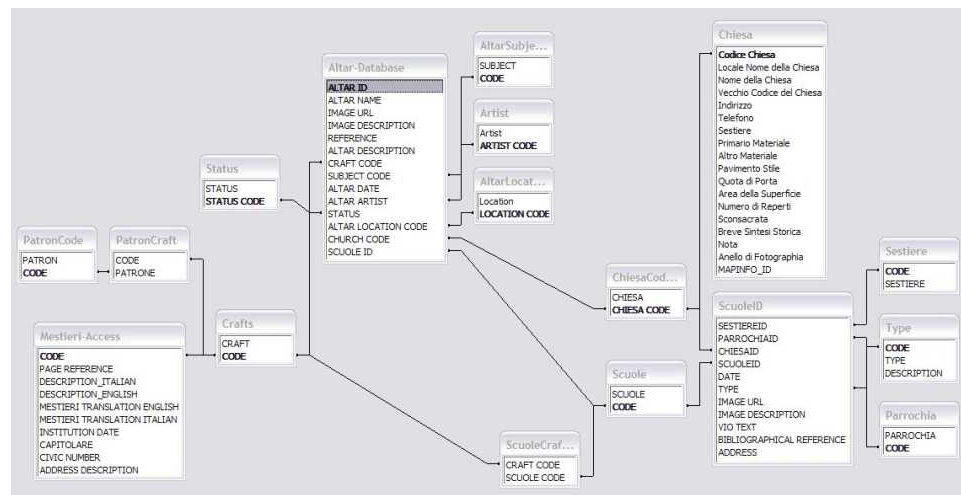 Chiesa
Codice Chiesa
Locale Nome della Chiesa
Nome della Chiesa
Vecchio Codice del Chiesa
Indirizzo
Telefono
Sestiere
Primario Materiale
Altro Materiale
Pavimento Stile
Quota di Porta
Area della Superficie
Numero di Reperti
Sconsacrata
Breve Sintesi Storica
Nota
Anello di Fotographia
MAPINFO_ID
AltarSubje...
SUBJECT
CODE
Altar-Database
ALTAR ID
ALTAR NAME
IMAGE URL
IMAGE DESCRIPTION
REFERENCE
ALTAR DESCRIPTION
CRAFT CODE
SUBJECT CODE
ALTAR DATE
ALTAR ARTIST
STATUS
ALTAR LOCATION CODE
CHURCH CODE
SCUOLE ID
Artist
Artist
ARTIST CODE
Status
STATUS
STATUS CODE
AltarLocat...
Location
LOCATION CODE
PatronCode
PATRON
CODE
PatronCraft
CODE
PATRONE
Sestiere
CODE
SESTIERE
ChiesaCod...
CHIESA
CHIESA CODE
ScuoleID
SESTIEREID
PARROCHIAID
CHIESAID
SCUOLEID
DATE
TYPE
IMAGE URL
IMAGE DESCRIPTION
VIO TEXT
BIBLIOGRAPHICAL REFERENCE
ADDRESS
Crafts
CRAFT
CODE
Type
CODE
TYPE
DESCRIPTION
Mestieri-Access
CODE
PAGE REFERENCE
DESCRIPTION_ITALIAN
DESCRIPTION_ENGLISH
MESTIERI TRANSLATION ENGLISH
MESTIERI TRANSLATION ITALIAN
INSTITUTION DATE
CAPITOLARE
CIVIC NUMBER
ADDRESS DESCRIPTION
Scuole
SCUOLE
CODE
Parrochia
PARROCHIA
CODE
ScuoleCraf...
CRAFT CODE
SCUOLE CODE